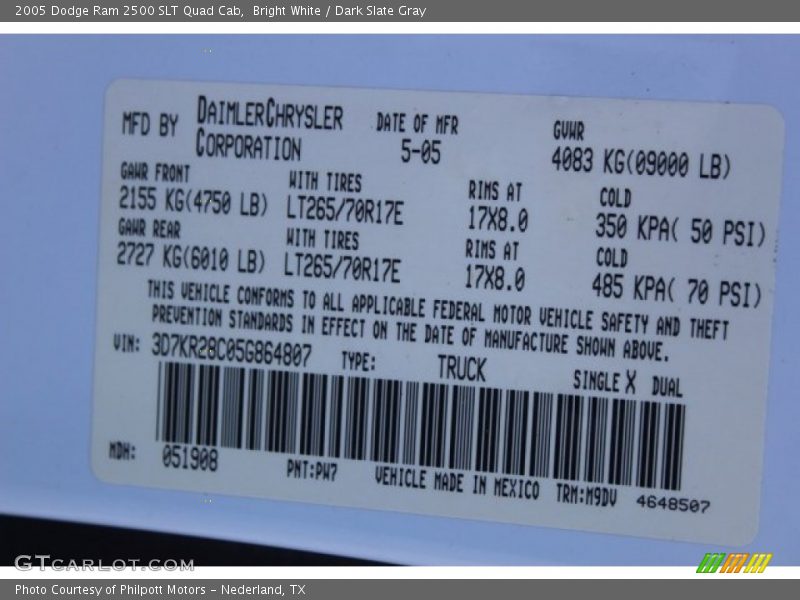 2005 Dodge Ram 2500 SLT Quad Cab,  Bright White / Dark Slate Gray
MFD BY DAIMLERCHRYSLER CORPORATION
DATE OF MFR 5-05
GVWR 4083 KG(09000 LB)
GAWR FRONT WITH TIRES RIMS AT COLD
2155 KG(4750 LB) LT265/70R17E 17X8.0 350 KPA( 50 PSI)
GAWR REAR WITH TIRES RIMS AT COLD
2727 KG(6010 LB) LT265/70R17E 17X8.0 485 KPA( 70 PSI)
THIS VEHICLE CONFORMS TO ALL APPLICABLE FEDERAL MOTOR VEHICLE SAFETY AND THEFT
PREVENTION STANDARDS IN EFFECT ON THE DATE OF MANUFACTURE SHOWN ABOVE.
VIN: 3D7KR28C05G864807 TYPE: TRUCK SINGLE X DUAL
MDH: 051908 PNT:PW7 VEHICLE MADE IN MEXICO TRM:M9DV 4648507
GTCARLOT.COM
Photo Courtesy of Philpott Motors - Nederland, TX